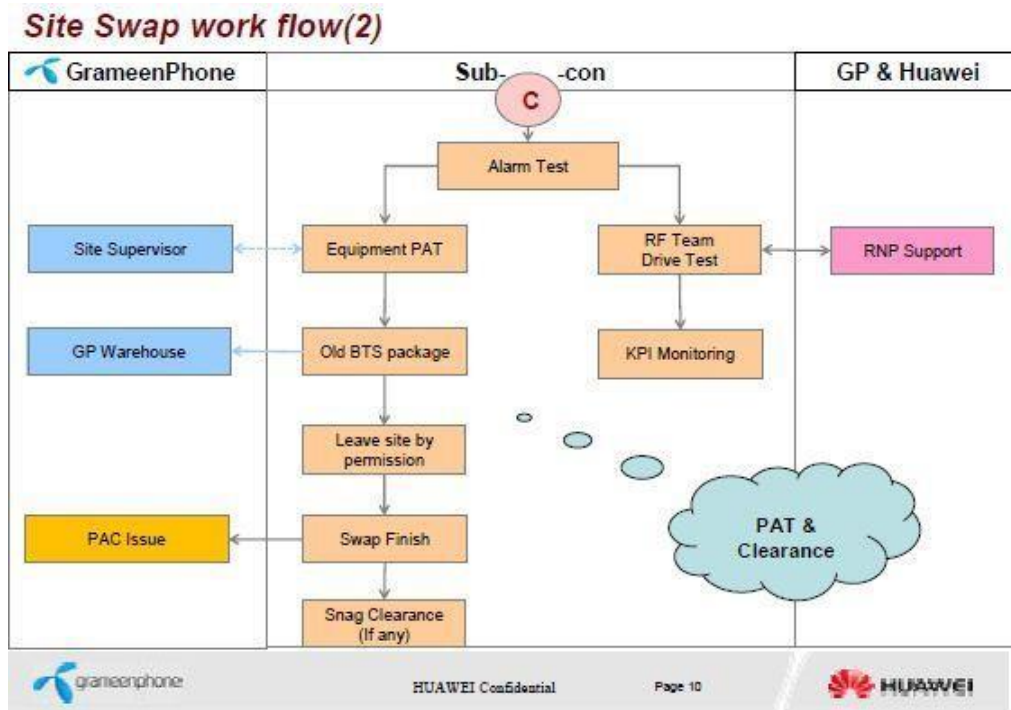 Site Swap work flow(2)
GrameenPhone
Sub- -con
GP & Huawei
C
Alarm Test
Site Supervisor
Equipment PAT
RF Team
Drive Test
RNP Support
GP Warehouse
Old BTS package
KPI Monitoring
Leave site by
permission
PAC Issue
Swap Finish
PAT &
Clearance
Snag Clearance
(If any)
grameenphone
HUAWEI Confidential
Page 10
HUAWEI